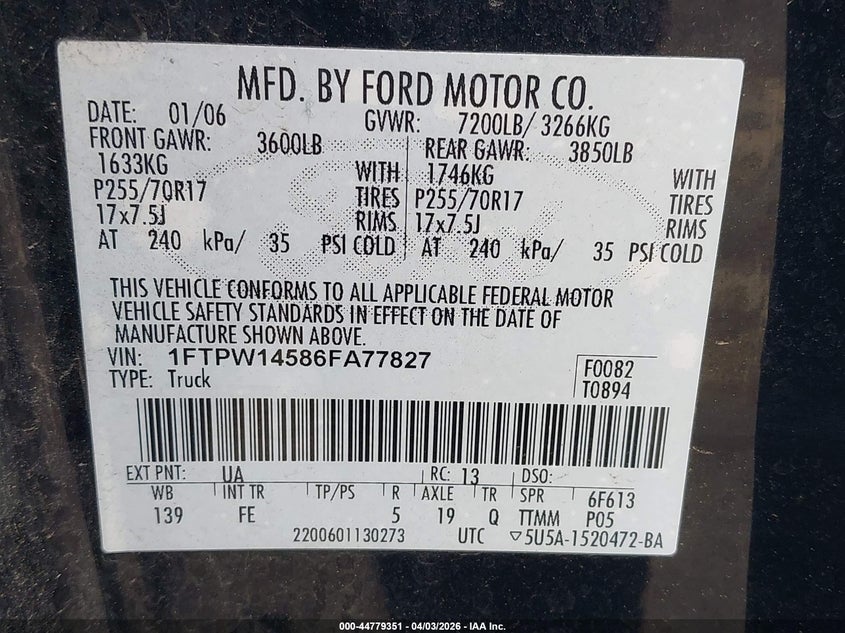 MFD. BY FORD MOTOR CO.
DATE: 01/06 GVWR: 7200LB/ 3266KG
FRONT GAWR: 3600LB REAR GAWR: 3850LB
1633KG WITH 1746KG WITH
P255/70R17 TIRES P255/70R17 TIRES
17x7.5J RIMS 17x7.5J RIMS
AT 240 kPa/ 35 PSI COLD AT 240 kPa/ 35 PSI COLD
THIS VEHICLE CONFORMS TO ALL APPLICABLE FEDERAL MOTOR
VEHICLE SAFETY STANDARDS IN EFFECT ON THE DATE OF
MANUFACTURE SHOWN ABOVE.
VIN: 1FTPW14586FA77827
TYPE: Truck
F0082
T0894
EXT PNT: UA RC: 13 DSO:
WB INT TR TP/PS R AXLE TR SPR 6F613
139 FE 5 19 Q TTMM P05
2200601130273 UTC ▽5U5A-1520472-BA
000-44779351 - 04/03/2026 - IAA Inc.